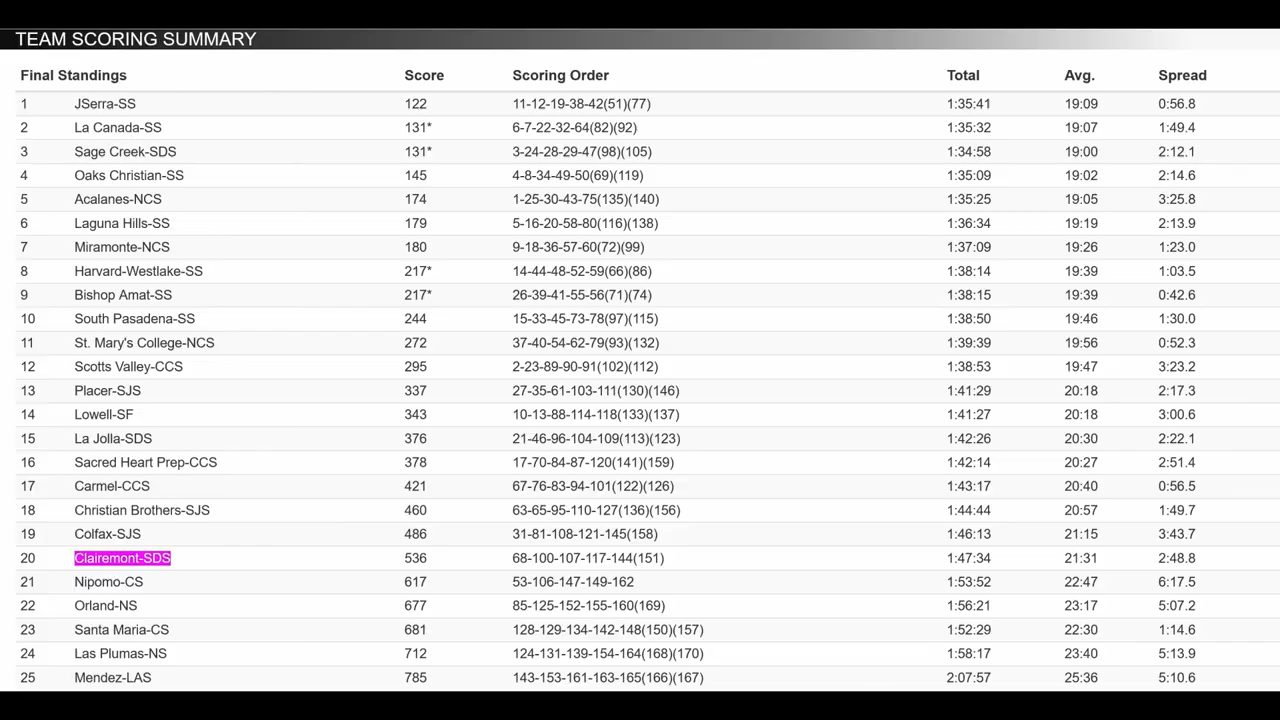 TEAM SCORING SUMMARY
Final Standings Score Scoring Order Total Avg. Spread
1 JSerra-SS 122 11-12-19-38-42(51)(77) 1:35:41 19:09 0:56.8
2 La Canada-SS 131* 6-7-22-32-64(82)(92) 1:35:32 19:07 1:49.4
3 Sage Creek-SDS 131* 3-24-28-29-47(98)(105) 1:34:58 19:00 2:12.1
4 Oaks Christian-SS 145 4-8-34-49-50(69)(119) 1:35:09 19:02 2:14.6
5 Acalanes-NCS 174 1-25-30-43-75(135)(140) 1:35:25 19:05 3:25.8
6 Laguna Hills-SS 179 5-16-20-58-80(116)(138) 1:36:34 19:19 2:13.9
7 Miramonte-NCS 180 9-18-36-57-60(72)(99) 1:37:09 19:26 1:23.0
8 Harvard-Westlake-SS 217* 14-44-48-52-59(66)(86) 1:38:14 19:39 1:03.5
9 Bishop Amat-SS 217* 26-39-41-55-56(71)(74) 1:38:15 19:39 0:42.6
10 South Pasadena-SS 244 15-33-45-73-78(97)(115) 1:38:50 19:46 1:30.0
11 St. Mary's College-NCS 272 37-40-54-62-79(93)(132) 1:39:39 19:56 0:52.3
12 Scotts Valley-CCS 295 2-23-89-90-91(102)(112) 1:38:53 19:47 3:23.2
13 Placer-SJS 337 27-35-61-103-111(130)(146) 1:41:29 20:18 2:17.3
14 Lowell-SF 343 10-13-88-114-118(133)(137) 1:41:27 20:18 3:00.6
15 La Jolla-SDS 376 21-46-96-104-109(113)(123) 1:42:26 20:30 2:22.1
16 Sacred Heart Prep-CCS 378 17-70-84-87-120(141)(159) 1:42:14 20:27 2:51.4
17 Carmel-CCS 421 67-76-83-94-101(122)(126) 1:43:17 20:40 0:56.5
18 Christian Brothers-SJS 460 63-65-95-110-127(136)(156) 1:44:44 20:57 1:49.7
19 Colfax-SJS 486 31-81-108-121-145(158) 1:46:13 21:15 3:43.7
20 Clairemont-SDS 536 68-100-107-117-144(151) 1:47:34 21:31 2:48.8
21 Nipomo-CS 617 53-106-147-149-162 1:53:52 22:47 6:17.5
22 Orland-NS 677 85-125-152-155-160(169) 1:56:21 23:17 5:07.2
23 Santa Maria-CS 681 128-129-134-142-148(150)(157) 1:52:29 22:30 1:14.6
24 Las Plumas-NS 712 124-131-139-154-164(168)(170) 1:58:17 23:40 5:13.9
25 Mendez-LAS 785 143-153-161-163-165(166)(167) 2:07:57 25:36 5:10.6